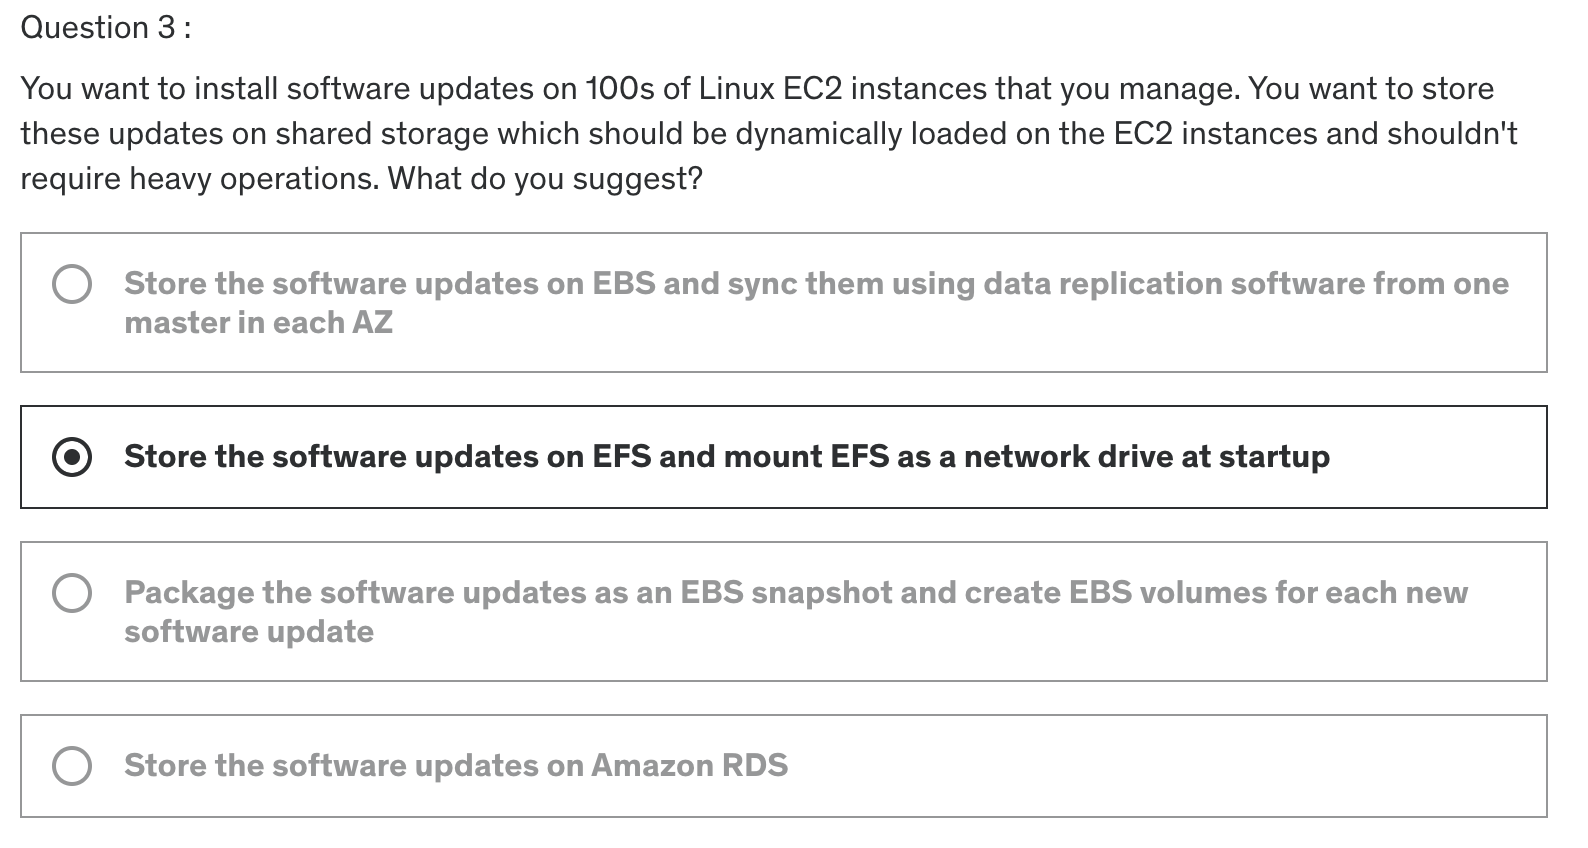 Question 3 :
You want to install software updates on 100s of Linux EC2 instances that you manage. You want to store
these updates on shared storage which should be dynamically loaded on the EC2 instances and shouldn't
require heavy operations. What do you suggest?
Store the software updates on EBS and sync them using data replication software from one
master in each AZ
Store the software updates on EFS and mount EFS as a network drive at startup
Package the software updates as an EBS snapshot and create EBS volumes for each new
software update
Store the software updates on Amazon RDS